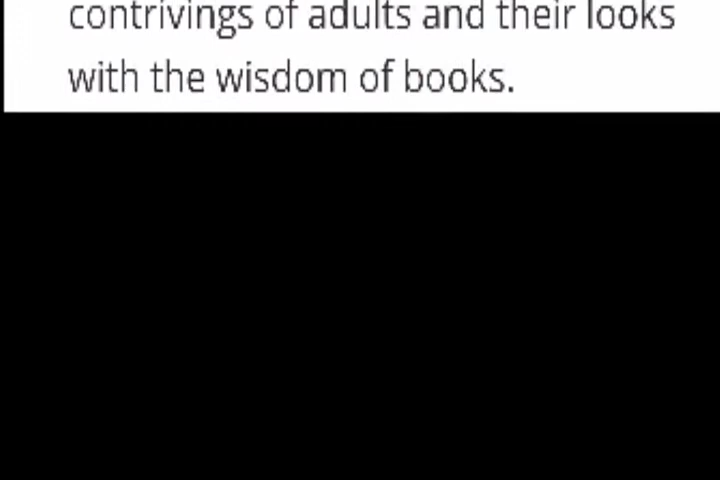 contrivings of adults and their looks
with the wisdom of books.